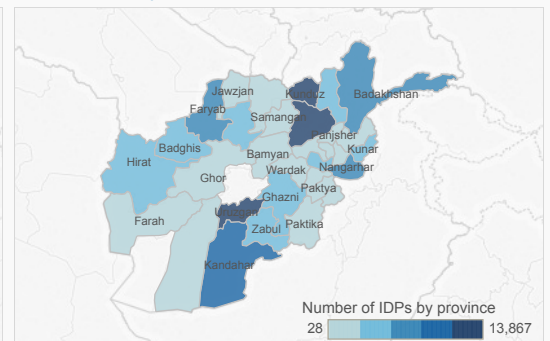 Jawzjan
Kunduz
Badakhshan
Faryab
Samangan
Panjsher
Badghis
Kunar
Hirat
Bamyan
Nangarhar
Wardak
Ghor
Paktya
Ghazni
Farah
Uruzgan
Zabul
Paktika
Kandahar
Number of IDPs by province
28 13,867